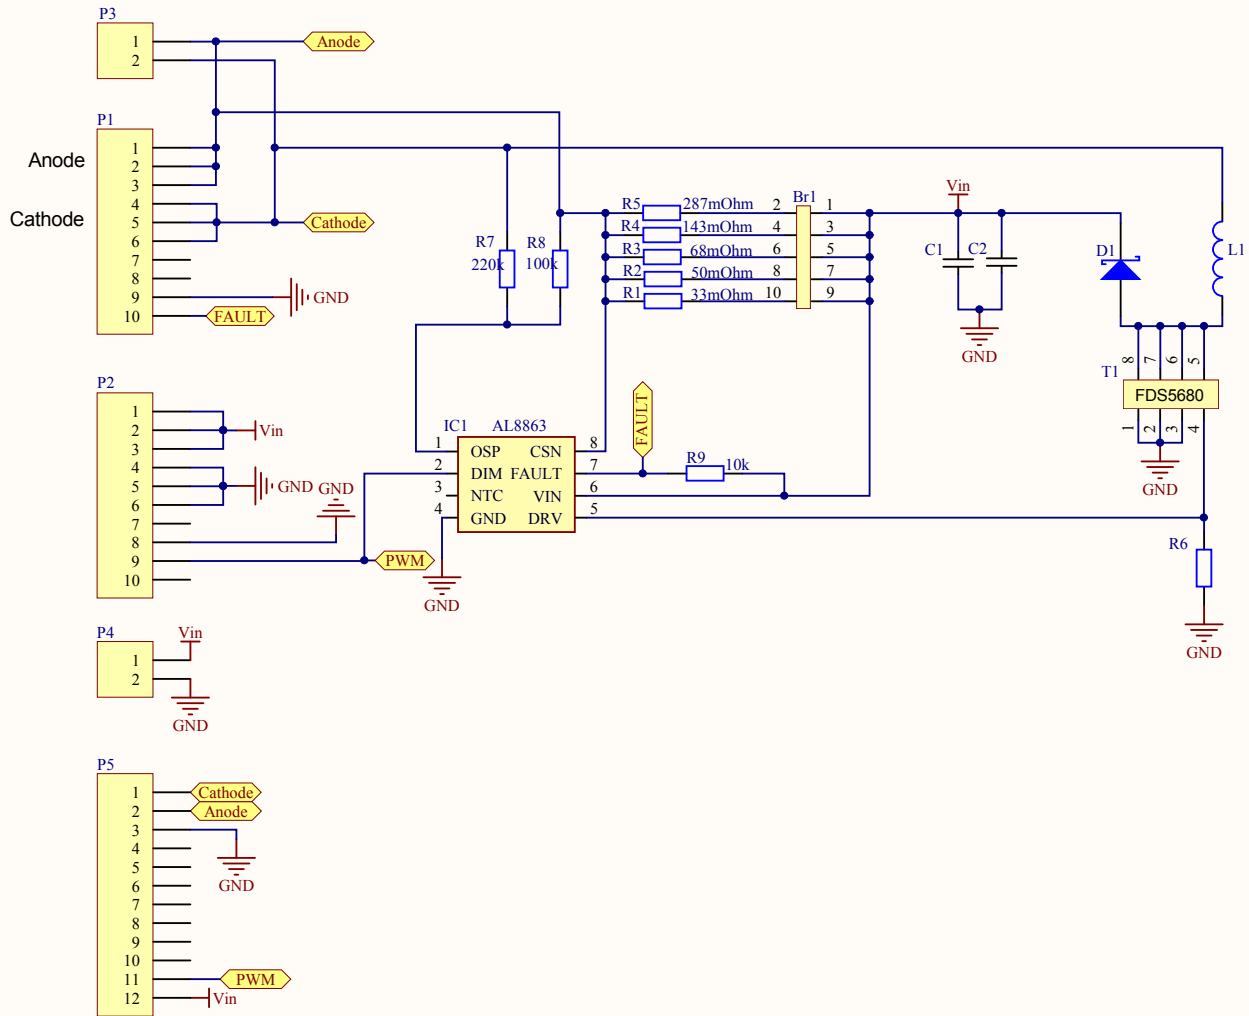 P3
1
2
Anode
P1
Anode
Cathode
1
2
3
4
5
6
7
8
9
10
Cathode
GND
FAULT
R7
220k
R8
100k
R5 287mOhm 2
R4 143mOhm 4
R3 68mOhm 6
R2 50mOhm 8
R1 33mOhm 10
Br1
1
3
5
7
9
Vin
C1
C2
GND
D1
L1
T1
8
7
6
5
FDS5680
1
2
3
4
GND
P2
1
2
3
4
5
6
7
8
9
10
Vin
GND
GND
PWM
IC1 AL8863
1 OSP CSN 8
2 DIM FAULT 7
3 NTC VIN 6
4 GND DRV 5
GND
FAULT
R9 10k
R6
GND
P4
1
2
Vin
GND
P5
1
2
3
4
5
6
7
8
9
10
11
12
Cathode
Anode
GND
PWM
Vin